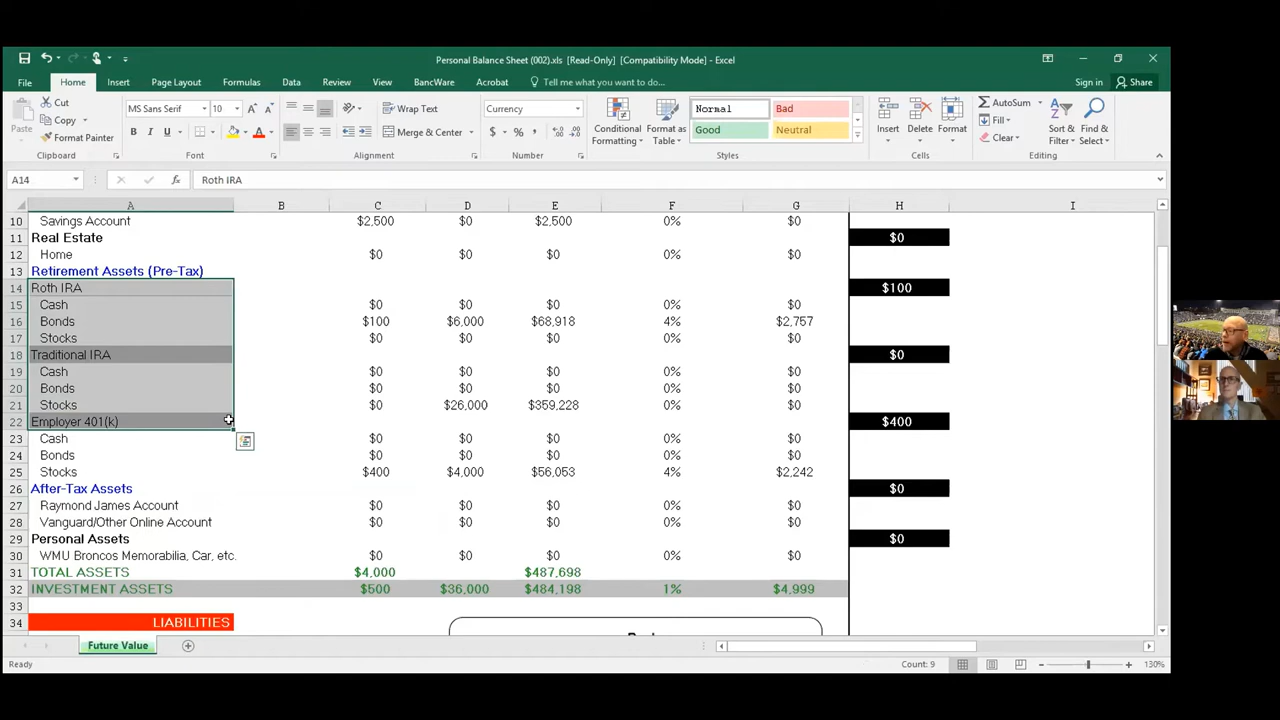 Personal Balance Sheet (002).xls [Read-Only] [Compatibility Mode] - Excel
File Home Insert Page Layout Formulas Data Review View BancWare Acrobat Tell me what you want to do... Sign in Share
Cut MS Sans Serif 10 Wrap Text Currency Normal Bad AutoSum
Copy Fill
Paste Format Painter B I U Merge & Center $ % , Conditional Formatting Format as Table Good Neutral Insert Delete Format Clear Sort & Filter Find & Select
Clipboard Font Alignment Number Styles Cells Editing
A14 fx Roth IRA
A B C D E F G H I
10 Savings Account $2,500 $0 $2,500 0% $0
11 Real Estate $0
12 Home $0 $0 $0 0% $0
13 Retirement Assets (Pre-Tax)
14 Roth IRA $100
15 Cash $0 $0 $0 0% $0
16 Bonds $100 $6,000 $68,918 4% $2,757
17 Stocks $0 $0 $0 0% $0
18 Traditional IRA $0
19 Cash $0 $0 $0 0% $0
20 Bonds $0 $0 $0 0% $0
21 Stocks $0 $26,000 $359,228 0% $0
22 Employer 401(k) $400
23 Cash $0 $0 $0 0% $0
24 Bonds $0 $0 $0 0% $0
25 Stocks $400 $4,000 $56,053 4% $2,242
26 After-Tax Assets $0
27 Raymond James Account $0 $0 $0 0% $0
28 Vanguard/Other Online Account $0 $0 $0 0% $0
29 Personal Assets $0
30 WMU Broncos Memorabilia, Car, etc. $0 $0 $0 0% $0
31 TOTAL ASSETS $4,000 $487,698
32 INVESTMENT ASSETS $500 $36,000 $484,198 1% $4,999
33
34 LIABILITIES
Future Value
Ready Count: 9 130%